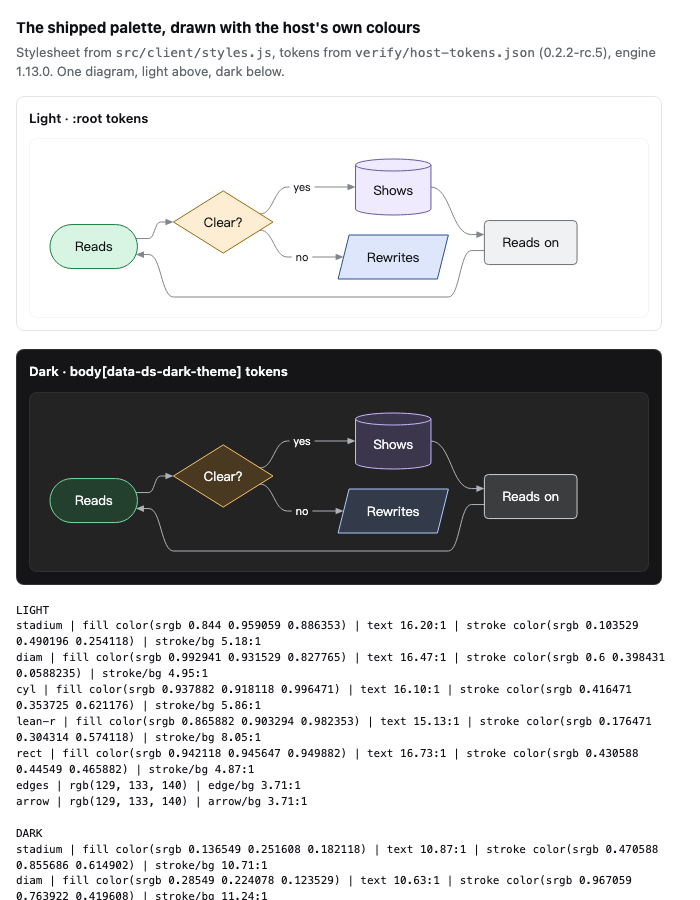 The shipped palette, drawn with the host's own colours
Stylesheet from src/client/styles.js, tokens from verify/host-tokens.json (0.2.2-rc.5), engine
1.13.0. One diagram, light above, dark below.
Light · :root tokens
Reads
Clear?
yes
no
Shows
Rewrites
Reads on
Dark · body[data-ds-dark-theme] tokens
Reads
Clear?
yes
no
Shows
Rewrites
Reads on
LIGHT
stadium | fill color(srgb 0.844 0.959059 0.886353) | text 16.20:1 | stroke color(srgb 0.103529
0.490196 0.254118) | stroke/bg 5.18:1
diam | fill color(srgb 0.992941 0.931529 0.827765) | text 16.47:1 | stroke color(srgb 0.6 0.398431
0.0588235) | stroke/bg 4.95:1
cyl | fill color(srgb 0.937882 0.918118 0.996471) | text 16.10:1 | stroke color(srgb 0.416471
0.353725 0.621176) | stroke/bg 5.86:1
lean-r | fill color(srgb 0.865882 0.903294 0.982353) | text 15.13:1 | stroke color(srgb 0.176471
0.304314 0.574118) | stroke/bg 8.05:1
rect | fill color(srgb 0.942118 0.945647 0.949882) | text 16.73:1 | stroke color(srgb 0.430588
0.44549 0.465882) | stroke/bg 4.87:1
edges | rgb(129, 133, 140) | edge/bg 3.71:1
arrow | rgb(129, 133, 140) | arrow/bg 3.71:1
DARK
stadium | fill color(srgb 0.136549 0.251608 0.182118) | text 10.87:1 | stroke color(srgb 0.470588
0.855686 0.614902) | stroke/bg 10.71:1
diam | fill color(srgb 0.28549 0.224078 0.123529) | text 10.63:1 | stroke color(srgb 0.967059
0.763922 0.419608) | stroke/bg 11.24:1